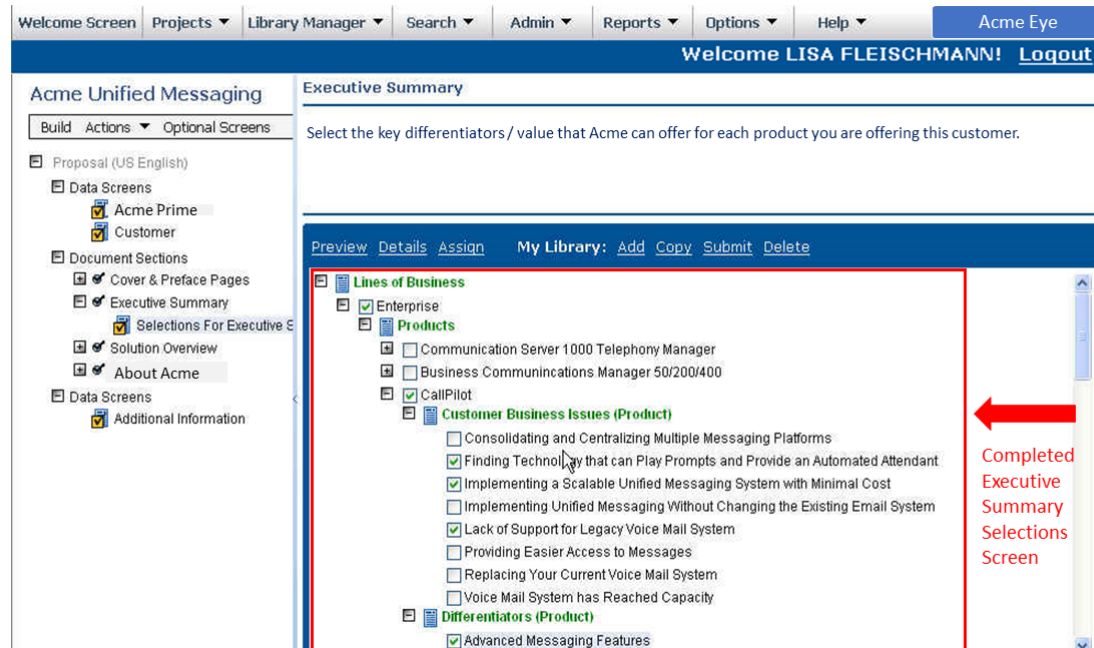 Welcome Screen Projects Library Manager Search Admin Reports Options Help Acme Eye
Welcome LISA FLEISCHMANN! Logout
Acme Unified Messaging
Build Actions Optional Screens
Proposal (US English)
Data Screens
Acme Prime
Customer
Document Sections
Cover & Preface Pages
Executive Summary
Selections For Executive S
Solution Overview
About Acme
Data Screens
Additional Information
Executive Summary
Select the key differentiators / value that Acme can offer for each product you are offering this customer.
Preview Details Assign My Library: Add Copy Submit Delete
Lines of Business
Enterprise
Products
Communication Server 1000 Telephony Manager
Business Communincations Manager 50/200/400
CallPilot
Customer Business Issues (Product)
Consolidating and Centralizing Multiple Messaging Platforms
Finding Technology that can Play Prompts and Provide an Automated Attendant
Implementing a Scalable Unified Messaging System with Minimal Cost
Implementing Unified Messaging Without Changing the Existing Email System
Lack of Support for Legacy Voice Mail System
Providing Easier Access to Messages
Replacing Your Current Voice Mail System
Voice Mail System has Reached Capacity
Differentiators (Product)
Advanced Messaging Features
Completed
Executive
Summary
Selections
Screen